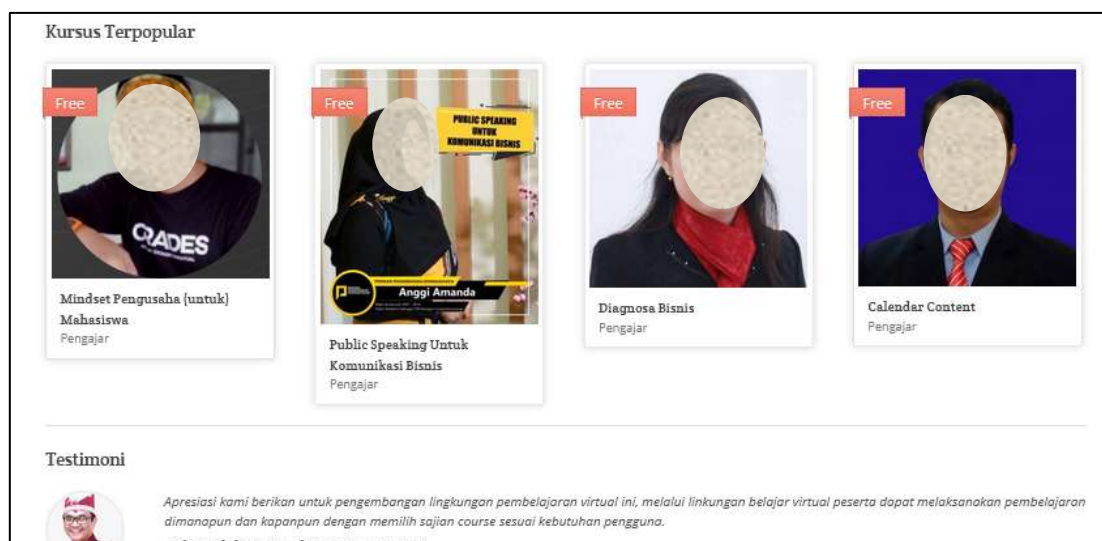 Kursus Terpopular
Free
ORADES
Mindset Pengusaha {untuk}
Mahasiswa
Pengajar
Free
PUBLIC SPEAKING
UNTUK
KOMUNIKASI BISNIS
Anggi Amanda
Public Speaking Untuk
Komunikasi Bisnis
Pengajar
Free
Diagnosa Bisnis
Pengajar
Free
Calendar Content
Pengajar
Testimoni
Apresiasi kami berikan untuk pengembangan lingkungan pembelajaran virtual ini, melalui linkungan belajar virtual peserta dapat melaksanakan pembelajaran
dimanapun dan kapanpun dengan memilih sajian course sesuai kebutuhan pengguna.